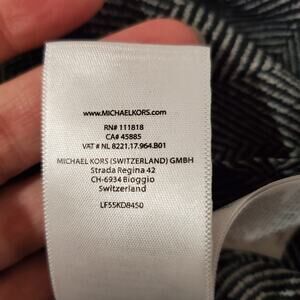 www.MICHAELKORS.com
RN# 111818
CA# 45885
VAT # NL 8221.17.964.B01
MICHAEL KORS (SWITZERLAND) GMBH
Strada Regina 42
CH-6934 Bioggio
Switzerland
LF55KD8450